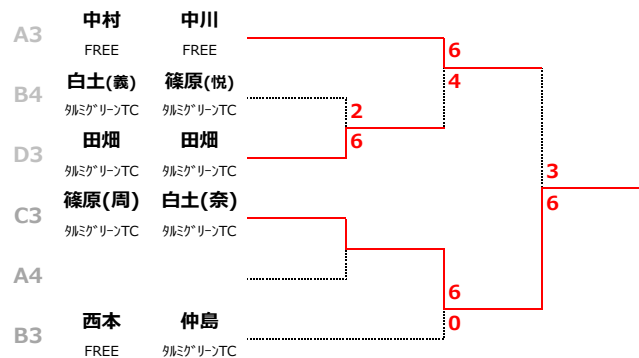 A3 中村 中川
FREE FREE
6
4
B4 白土(義) 篠原(悦)
ﾀﾙﾐｸﾞﾘｰﾝTC ﾀﾙﾐｸﾞﾘｰﾝTC
2
6
D3 田畑 田畑
ﾀﾙﾐｸﾞﾘｰﾝTC ﾀﾙﾐｸﾞﾘｰﾝTC
3
6
C3 篠原(周) 白土(奈)
ﾀﾙﾐｸﾞﾘｰﾝTC ﾀﾙﾐｸﾞﾘｰﾝTC
A4
6
0
B3 西本 仲島
FREE ﾀﾙﾐｸﾞﾘｰﾝTC